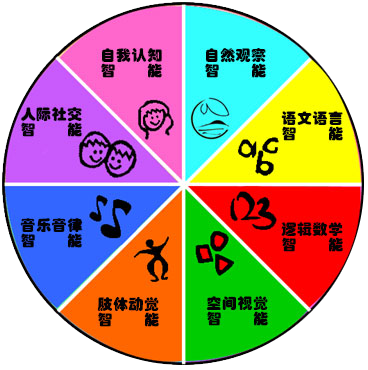 自我认知
智 能
自然观察
智 能
人际社交
智 能
语文语言
智 能
abc
音乐音律
智 能
123
逻辑数学
智 能
肢体动觉
智 能
空间视觉
智 能